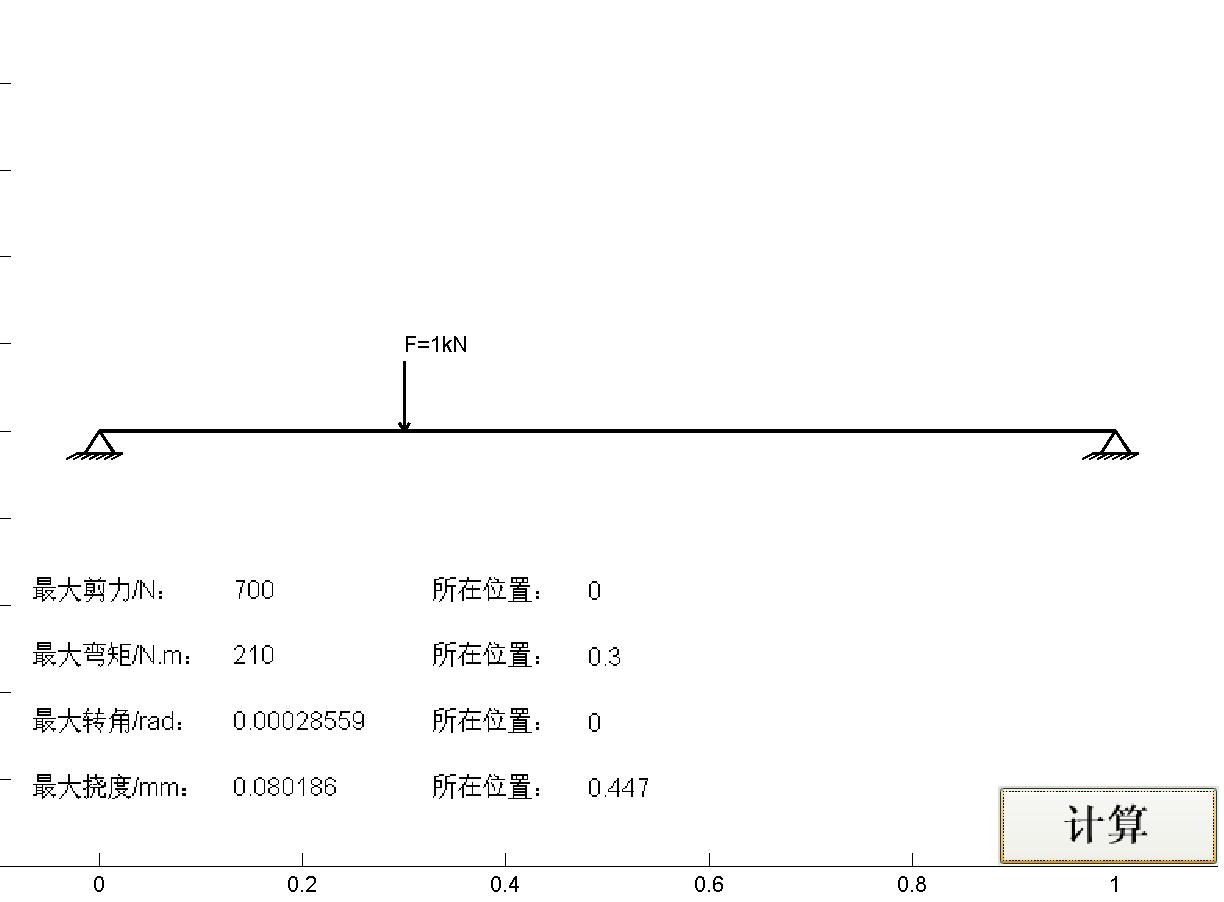 F=1kN
最大剪力/N： 700 所在位置： 0
最大弯矩/N.m： 210 所在位置： 0.3
最大转角/rad： 0.00028559 所在位置： 0
最大挠度/mm： 0.080186 所在位置： 0.447
计算
0 0.2 0.4 0.6 0.8 1